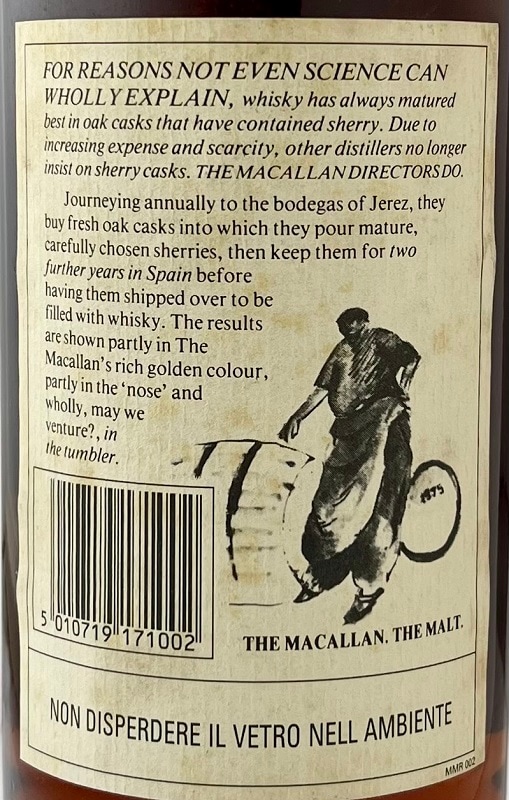 FOR REASONS NOT EVEN SCIENCE CAN
WHOLLY EXPLAIN, whisky has always matured
best in oak casks that have contained sherry. Due to
increasing expense and scarcity, other distillers no longer
insist on sherry casks. THE MACALLAN DIRECTORS DO.
Journeying annually to the bodegas of Jerez, they
buy fresh oak casks into which they pour mature,
carefully chosen sherries, then keep them for two
further years in Spain before
having them shipped over to be
filled with whisky. The results
are shown partly in The
Macallan's rich golden colour,
partly in the 'nose' and
wholly, may we
venture?, in
the tumbler.
1875
5 010719 171002
THE MACALLAN. THE MALT.
NON DISPERDERE IL VETRO NELL AMBIENTE
MMR 002